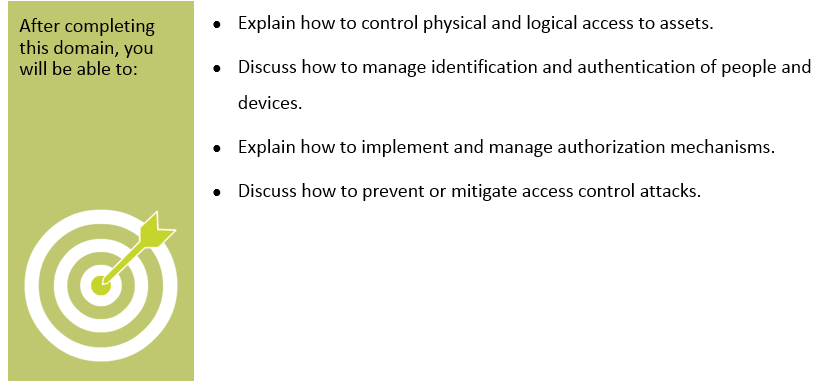 After completing
this domain, you
will be able to:
• Explain how to control physical and logical access to assets.
• Discuss how to manage identification and authentication of people and
devices.
• Explain how to implement and manage authorization mechanisms.
• Discuss how to prevent or mitigate access control attacks.